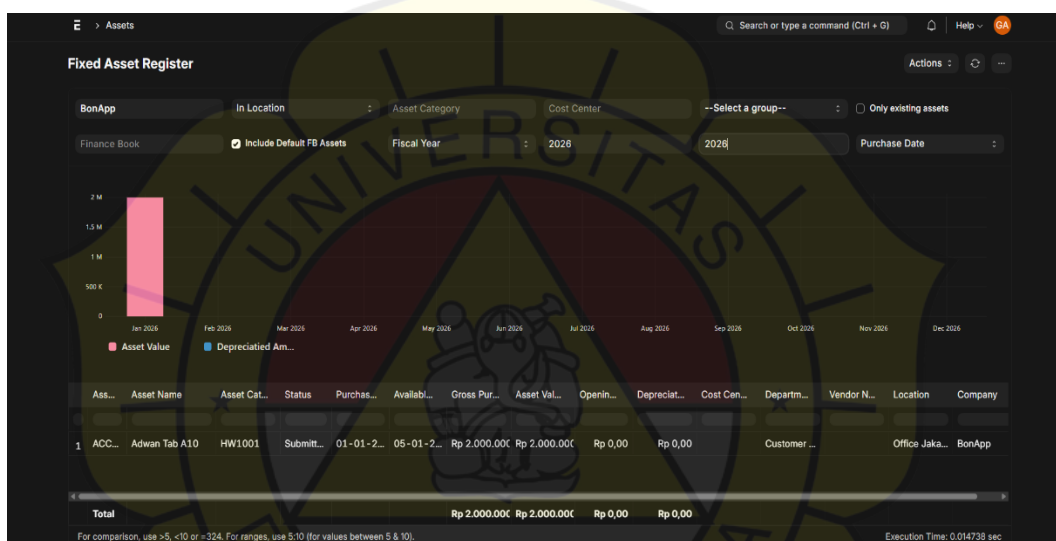 E > Assets Search or type a command (Ctrl + G) Help GA
Fixed Asset Register Actions
BonApp In Location Asset Category Cost Center --Select a group-- Only existing assets
Finance Book Include Default FB Assets Fiscal Year 2026 2026 Purchase Date
2 M
1.5 M
1 M
500 K
0
Jan 2026 Feb 2026 Mar 2026 Apr 2026 May 2026 Jun 2026 Jul 2026 Aug 2026 Sep 2026 Oct 2026 Nov 2026 Dec 2026
Asset Value Depreciatied Am...
Ass... Asset Name Asset Cat... Status Purchas... Availabl... Gross Pur... Asset Val... Openin... Depreciat... Cost Cen... Departm... Vendor N... Location Company
1 ACC... Adwan Tab A10 HW1001 Submitt... 01-01-2... 05-01-2... Rp 2.000.00 Rp 2.000.00 Rp 0,00 Rp 0,00 Customer ... Office Jaka... BonApp
Total Rp 2.000.00 Rp 2.000.00 Rp 0,00 Rp 0,00
For comparison, use >5, <10 or =324. For ranges, use 5:10 (for values between 5 & 10). Execution Time: 0.014738 sec
UNIVERSITAS